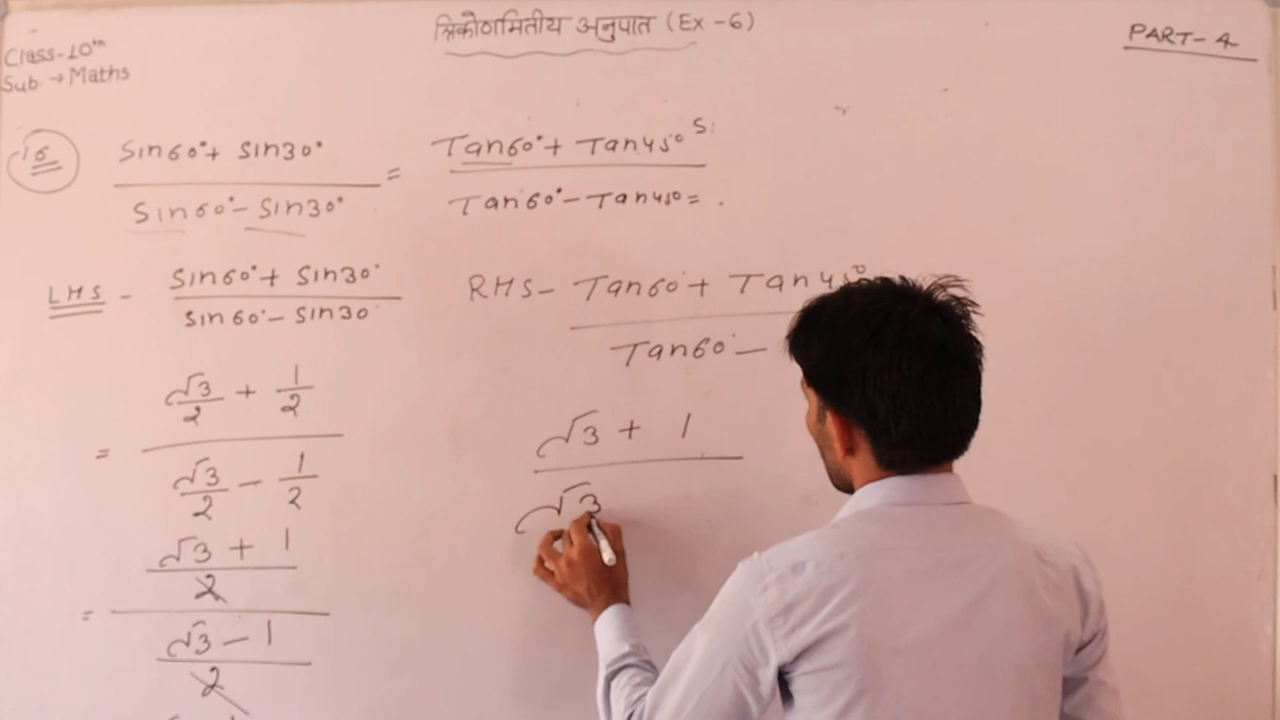 त्रिकोणमितीय अनुपात (Ex-6)
PART-4
Class-10th
Sub → Maths
16 Sin60°+ Sin30° / Sin60°- Sin30° = Tan60°+ Tan45° / Tan60°- Tan45° =
LHS - Sin60°+ Sin30° / Sin60°- Sin30
= √3/2 + 1/2 / √3/2 - 1/2
= √3 + 1 / 2 / √3 - 1 / 2
RHS- Tan60 + Tan45° / Tan60° -
√3 + 1 / √3